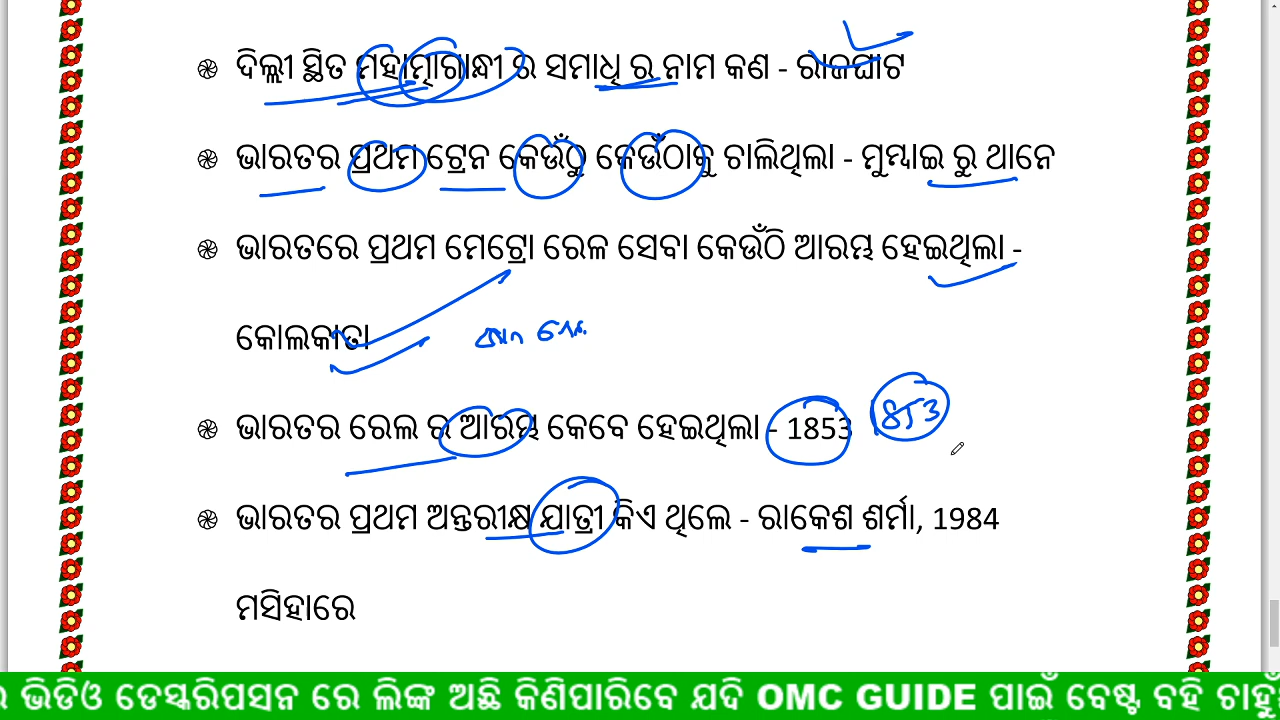 ଦିଲ୍ଲୀ ସ୍ଥିତ ମହାତ୍ମାଗାନ୍ଧୀ ର ସମାଧି ର ନାମ କଣ - ରାଜଘାଟ
ଭାରତର ପ୍ରଥମ ଟ୍ରେନ କେଉଁଠୁ କେଉଁଠାକୁ ଚାଲିଥିଲା - ମୁମ୍ବାଇ ରୁ ଥାନେ
ଭାରତରେ ପ୍ରଥମ ମେଟ୍ରୋ ରେଳ ସେବା କେଉଁଠି ଆରମ୍ଭ ହେଇଥିଲା -
କୋଲକାତା
ଭାରତର ରେଲ ର ଆରମ୍ଭ କେବେ ହେଇଥିଲା - 1853 1853
ଭାରତର ପ୍ରଥମ ଅନ୍ତରୀକ୍ଷ ଯାତ୍ରୀ କିଏ ଥିଲେ - ରାକେଶ ଶର୍ମା, 1984
ମସିହାରେ
ଭିଡିଓ ଡେସ୍କରିପସନ ରେ ଲିଙ୍କ ଅଛି କିଣିପାରିବେ ଯଦି OMC GUIDE ପାଇଁ ବେଷ୍ଟ ବହି